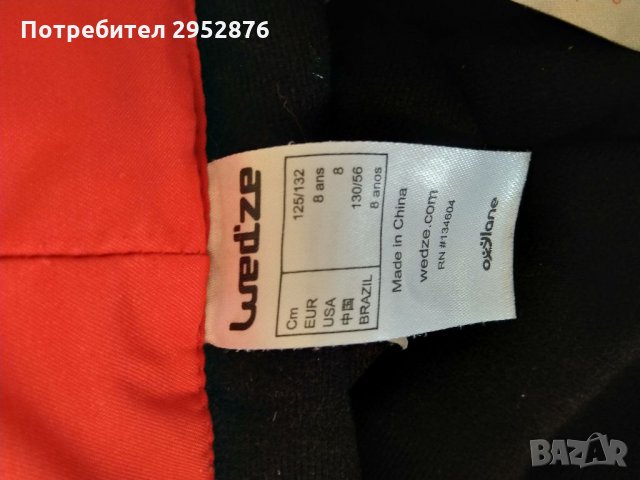 Потребител 2952876
wed'ze
Cm 125/132
EUR 8 ans
USA 8
中国 130/56
BRAZIL 8 anos
Made in China
wedze.com
RN #134604
oxylane
BAZAR